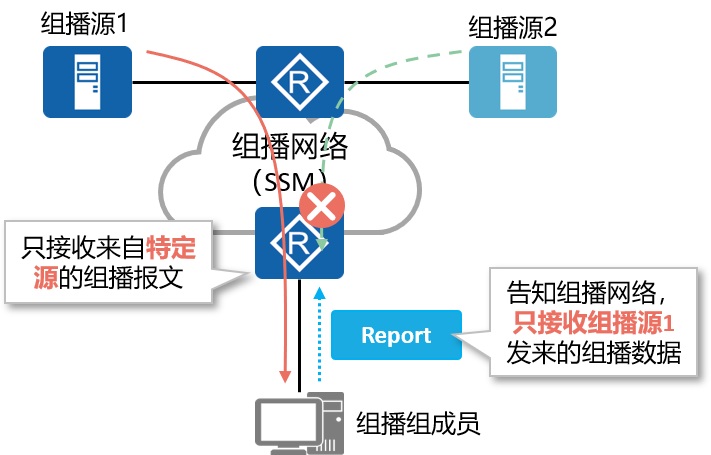 组播源1
组播源2
R
组播网络
（SSM）
R
只接收来自特定
源的组播报文
Report
告知组播网络，
只接收组播源1
发来的组播数据
组播组成员